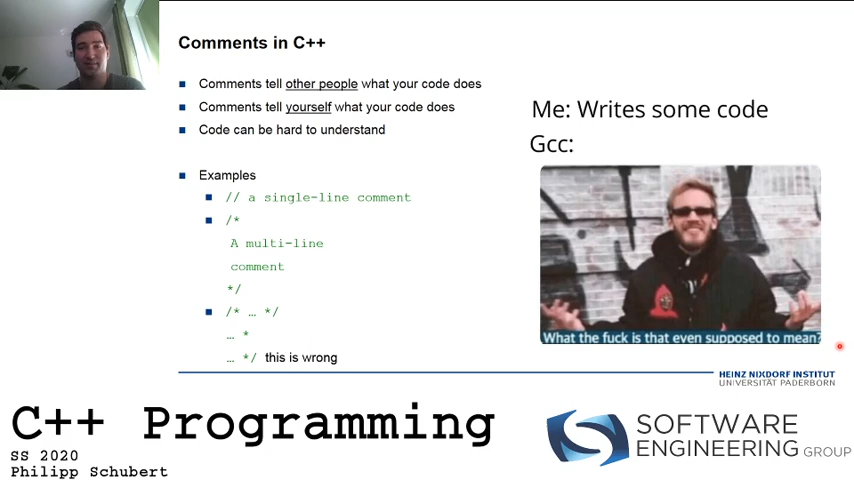 Comments in C++
Comments tell other people what your code does
Comments tell yourself what your code does
Code can be hard to understand
Examples
// a single-line comment
/*
A multi-line
comment
*/
/* … */
… *
… */ this is wrong
Me: Writes some code
Gcc:
What the fuck is that even supposed to mean?
HEINZ NIXDORF INSTITUT
UNIVERSITÄT PADERBORN
C++ Programming
SS 2020
Philipp Schubert
SOFTWARE
ENGINEERING GROUP